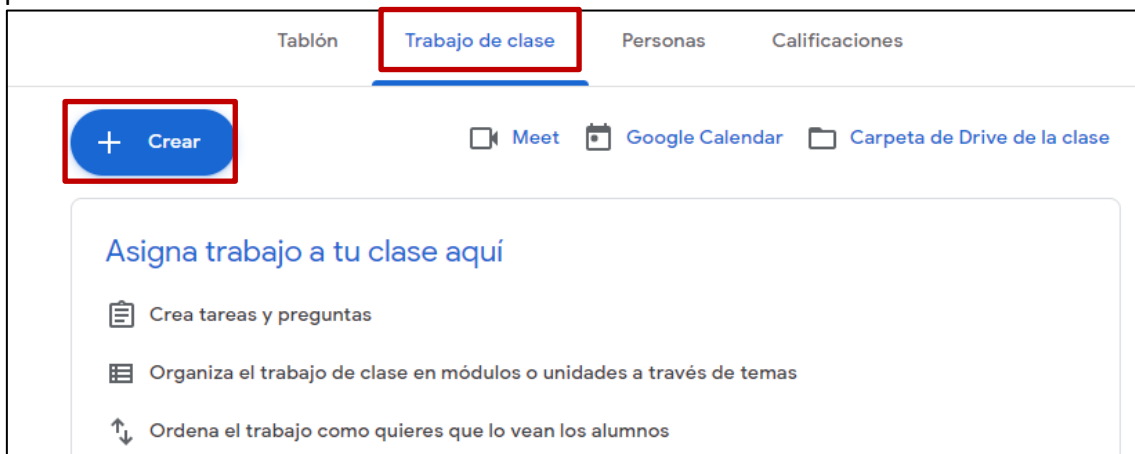 Tablón Trabajo de clase Personas Calificaciones
+ Crear Meet Google Calendar Carpeta de Drive de la clase
Asigna trabajo a tu clase aquí
Crea tareas y preguntas
Organiza el trabajo de clase en módulos o unidades a través de temas
Ordena el trabajo como quieres que lo vean los alumnos